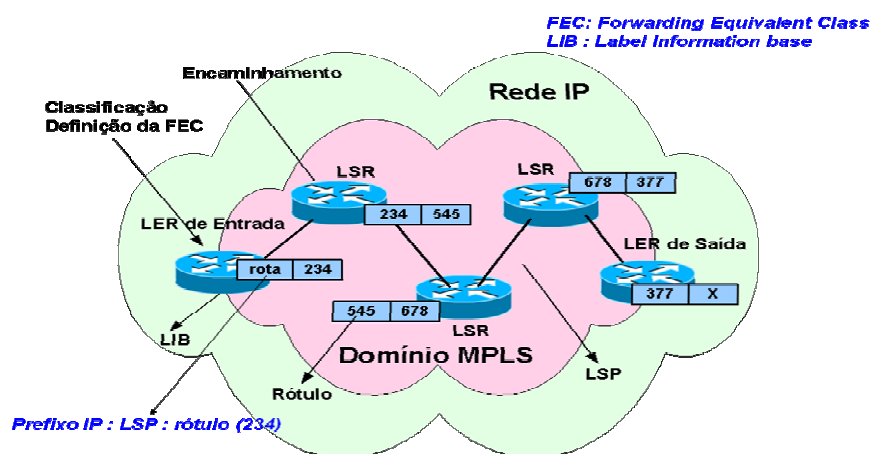 FEC: Forwarding Equivalent Class
LIB : Label Information base
Encaminhamento
Rede IP
Classificação
Definição da FEC
LSR
LSR
678 377
234 545
LER de Entrada
LER de Saída
rota 234
377 X
545 678
LSR
LIB
Domínio MPLS
LSP
Rótulo
Prefixo IP : LSP : rótulo (234)